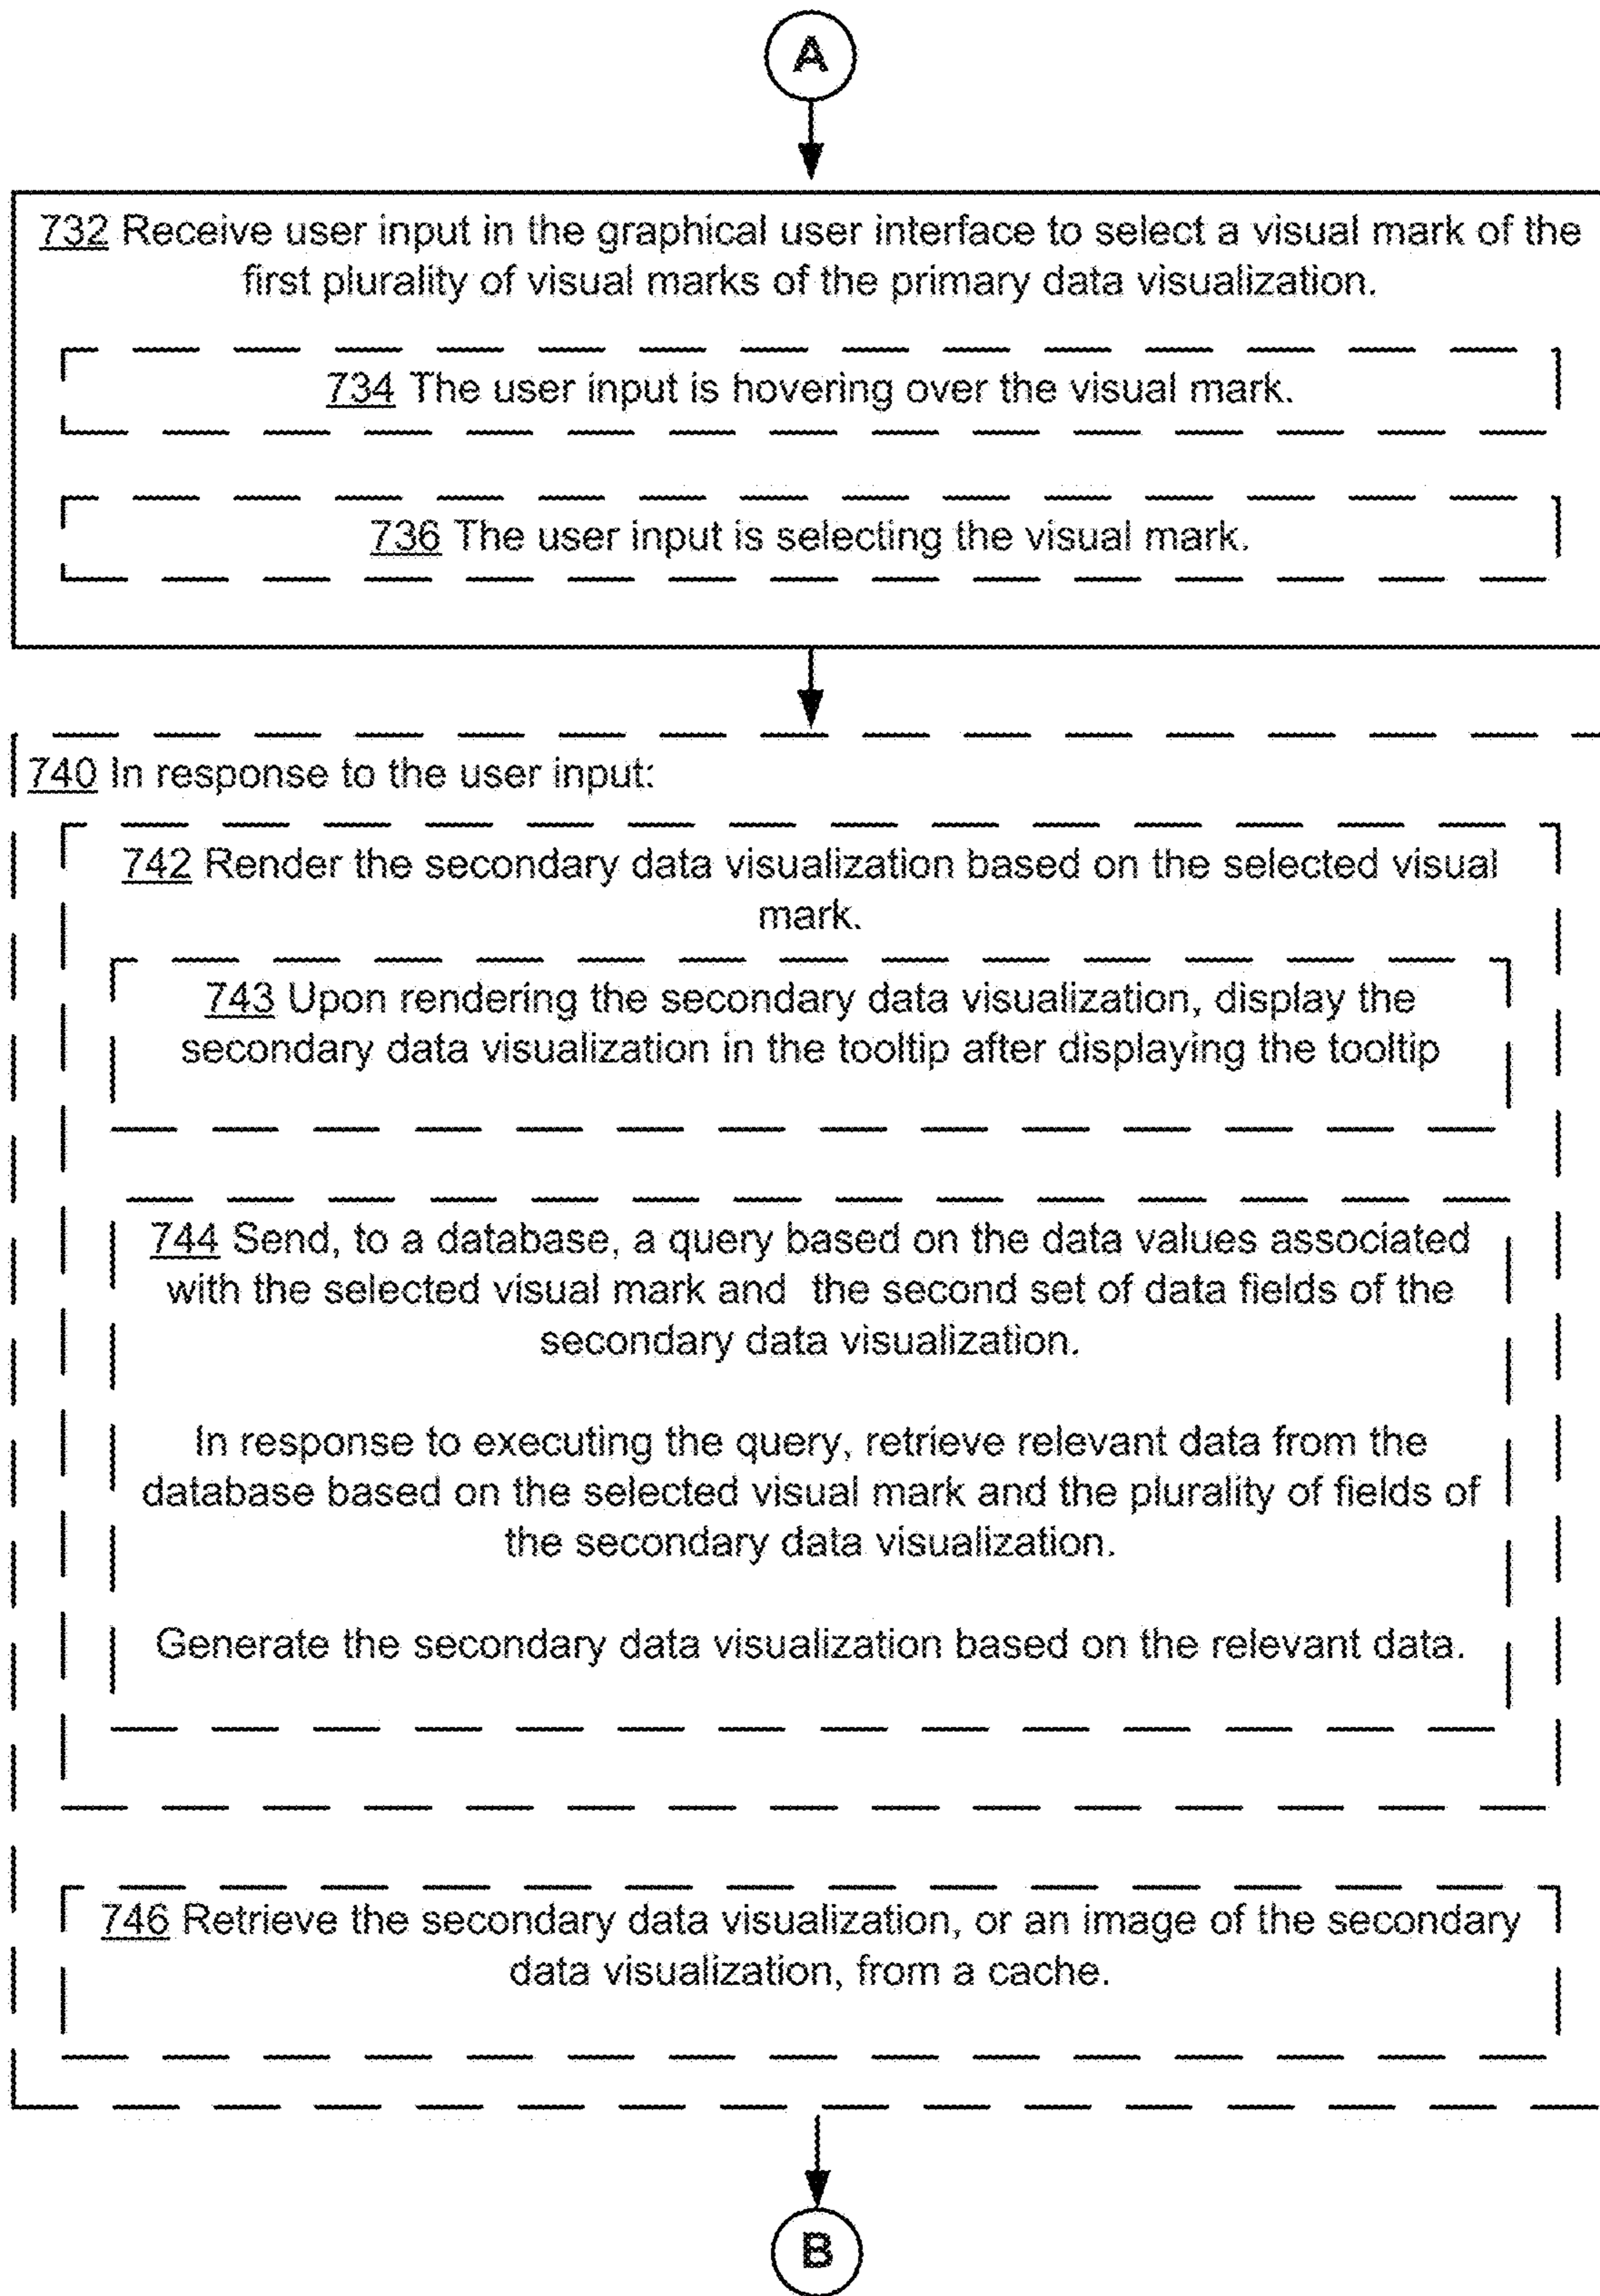 A
732 Receive user input in the graphical user interface to select a visual mark of the
first plurality of visual marks of the primary data visualization.
734 The user input is hovering over the visual mark.
736 The user input is selecting the visual mark.
740 In response to the user input:
742 Render the secondary data visualization based on the selected visual
mark.
743 Upon rendering the secondary data visualization, display the
secondary data visualization in the tooltip after displaying the tooltip
744 Send, to a database, a query based on the data values associated
with the selected visual mark and the second set of data fields of the
secondary data visualization.
In response to executing the query, retrieve relevant data from the
database based on the selected visual mark and the plurality of fields of
the secondary data visualization.
Generate the secondary data visualization based on the relevant data.
746 Retrieve the secondary data visualization, or an image of the secondary
data visualization, from a cache.
B